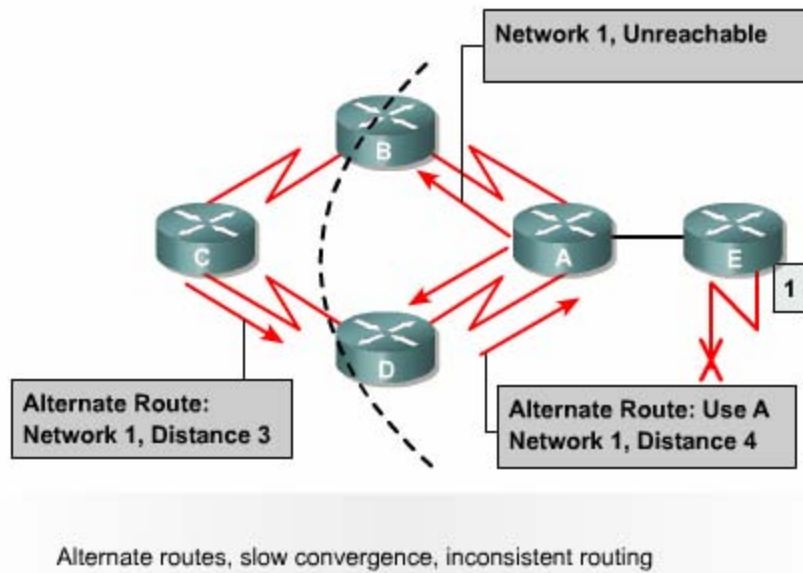 Network 1, Unreachable
B
C
A
E
1
D
Alternate Route:
Network 1, Distance 3
Alternate Route: Use A
Network 1, Distance 4
Alternate routes, slow convergence, inconsistent routing